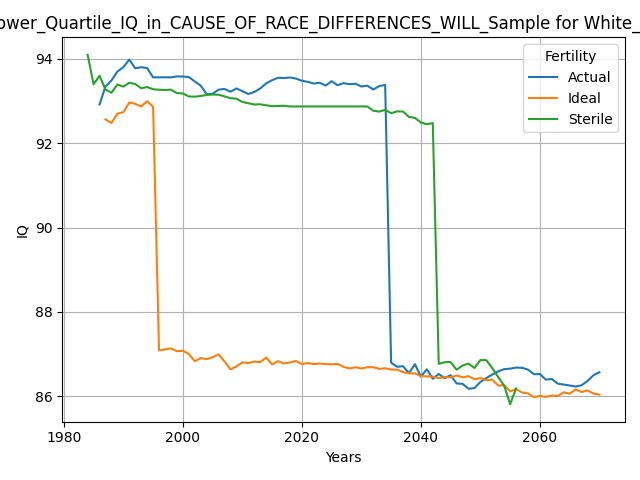 ower_Quartile_IQ_in_CAUSE_OF_RACE_DIFFERENCES_WILL_Sample for White_
Fertility
Actual
Ideal
Sterile
94
92
90
88
86
IQ
1980
2000
2020
2040
2060
Years